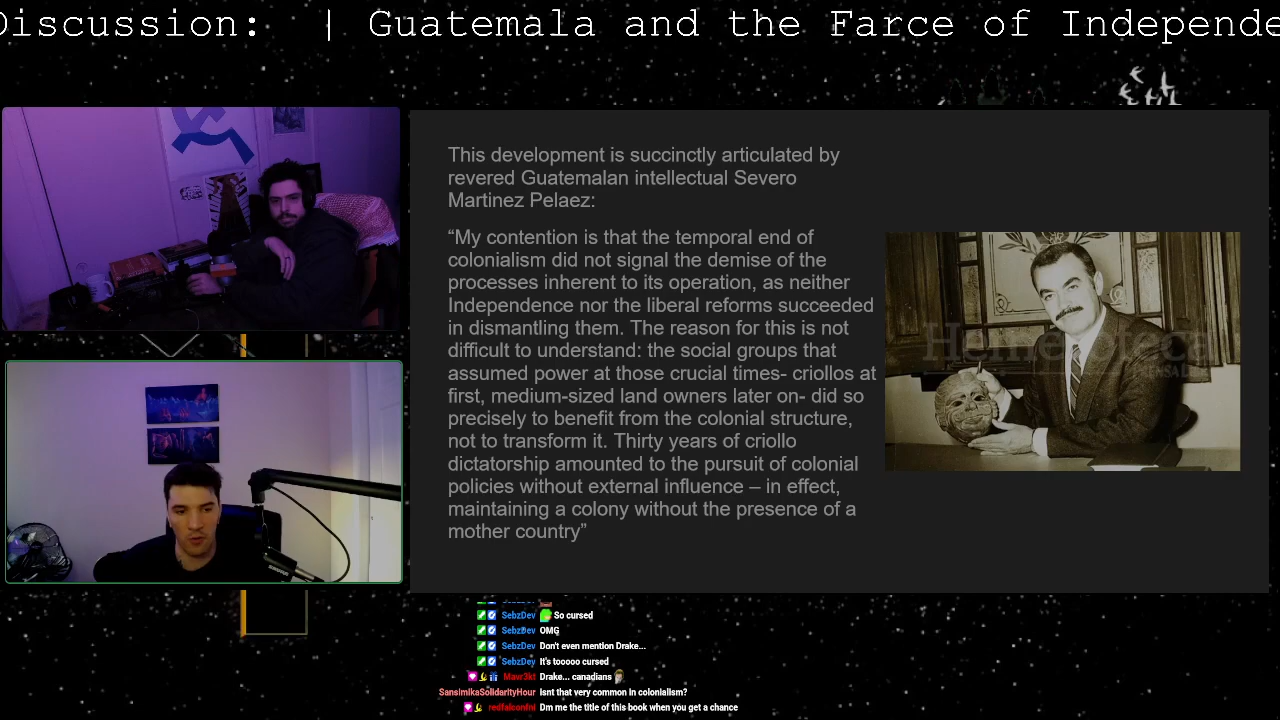 Discussion:  | Guatemala and the Farce of Independe
This development is succinctly articulated by
revered Guatemalan intellectual Severo
Martinez Pelaez:
“My contention is that the temporal end of
colonialism did not signal the demise of the
processes inherent to its operation, as neither
Independence nor the liberal reforms succeeded
in dismantling them. The reason for this is not
difficult to understand: the social groups that
assumed power at those crucial times- criollos at
first, medium-sized land owners later on- did so
precisely to benefit from the colonial structure,
not to transform it. Thirty years of criollo
dictatorship amounted to the pursuit of colonial
policies without external influence – in effect,
maintaining a colony without the presence of a
mother country”
SebzDev So cursed
SebzDev OMG
SebzDev Don't even mention Drake...
SebzDev It's tooooo cursed
Mavr3kt Drake... canadians
SansimikaSolidarityHour Isnt that very common in colonialism?
redfalconfnl Dm me the title of this book when you get a chance